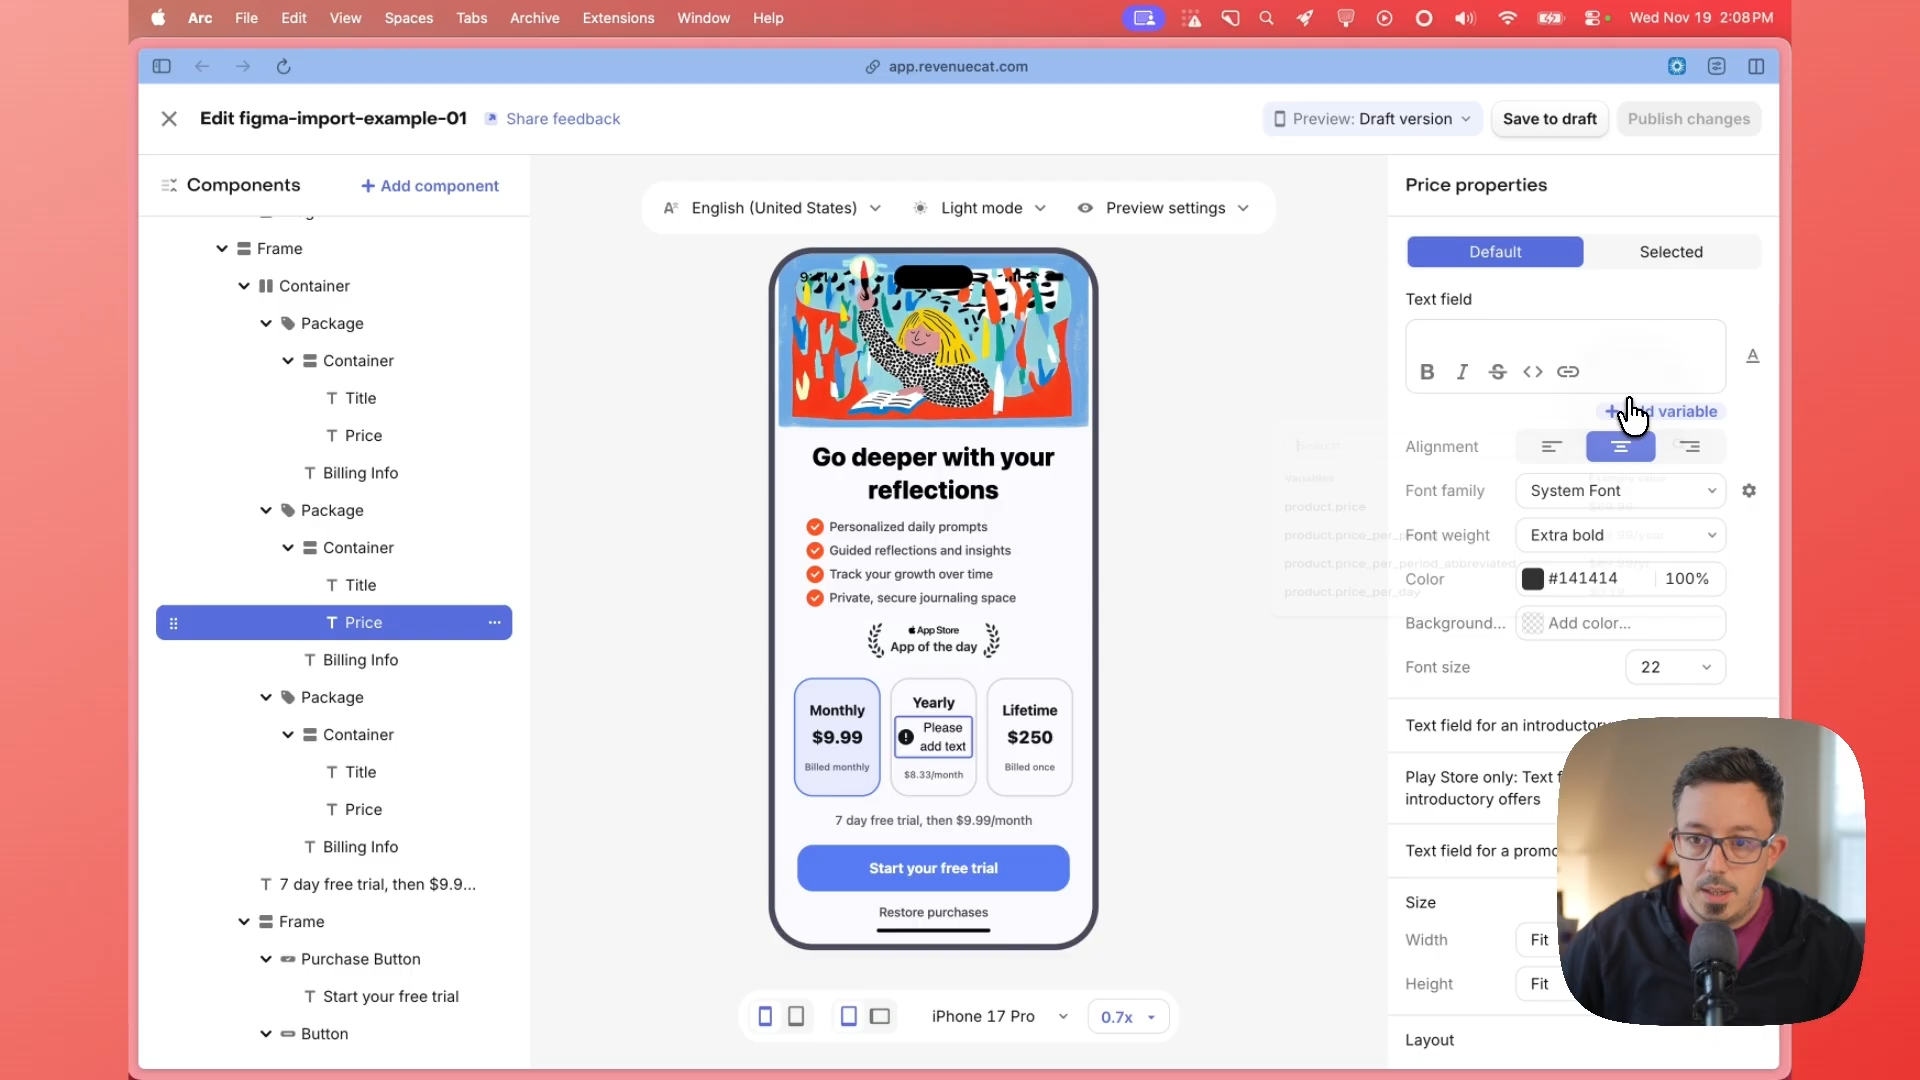 Arc File Edit View Spaces Tabs Archive Extensions Window Help
Wed Nov 19 2:08 PM
app.revenuecat.com
Edit figma-import-example-01
Share feedback
Preview: Draft version
Save to draft
Publish changes
Components
+ Add component
Frame
Container
Package
Container
Title
Price
Billing Info
Package
Container
Title
Price
Billing Info
Package
Container
Title
Price
Billing Info
7 day free trial, then $9.9...
Frame
Purchase Button
Start your free trial
Button
English (United States)
Light mode
Preview settings
Go deeper with your
reflections
Personalized daily prompts
Guided reflections and insights
Track your growth over time
Private, secure journaling space
App Store
App of the day
Monthly
$9.99
Billed monthly
Yearly
Please
add text
$8.33/month
Lifetime
$250
Billed once
7 day free trial, then $9.99/month
Start your free trial
Restore purchases
iPhone 17 Pro
0.7x
Price properties
Default
Selected
Text field
variable
Variables
product.price
product.price_per_period_abbreviated
product.price_per_day
Alignment
Font family
System Font
Font weight
Extra bold
Color
#141414
100%
Background...
Add color...
Font size
22
Text field for an introductory
Play Store only: Text
introductory offers
Text field for a promo
Size
Width
Fit
Height
Fit
Layout